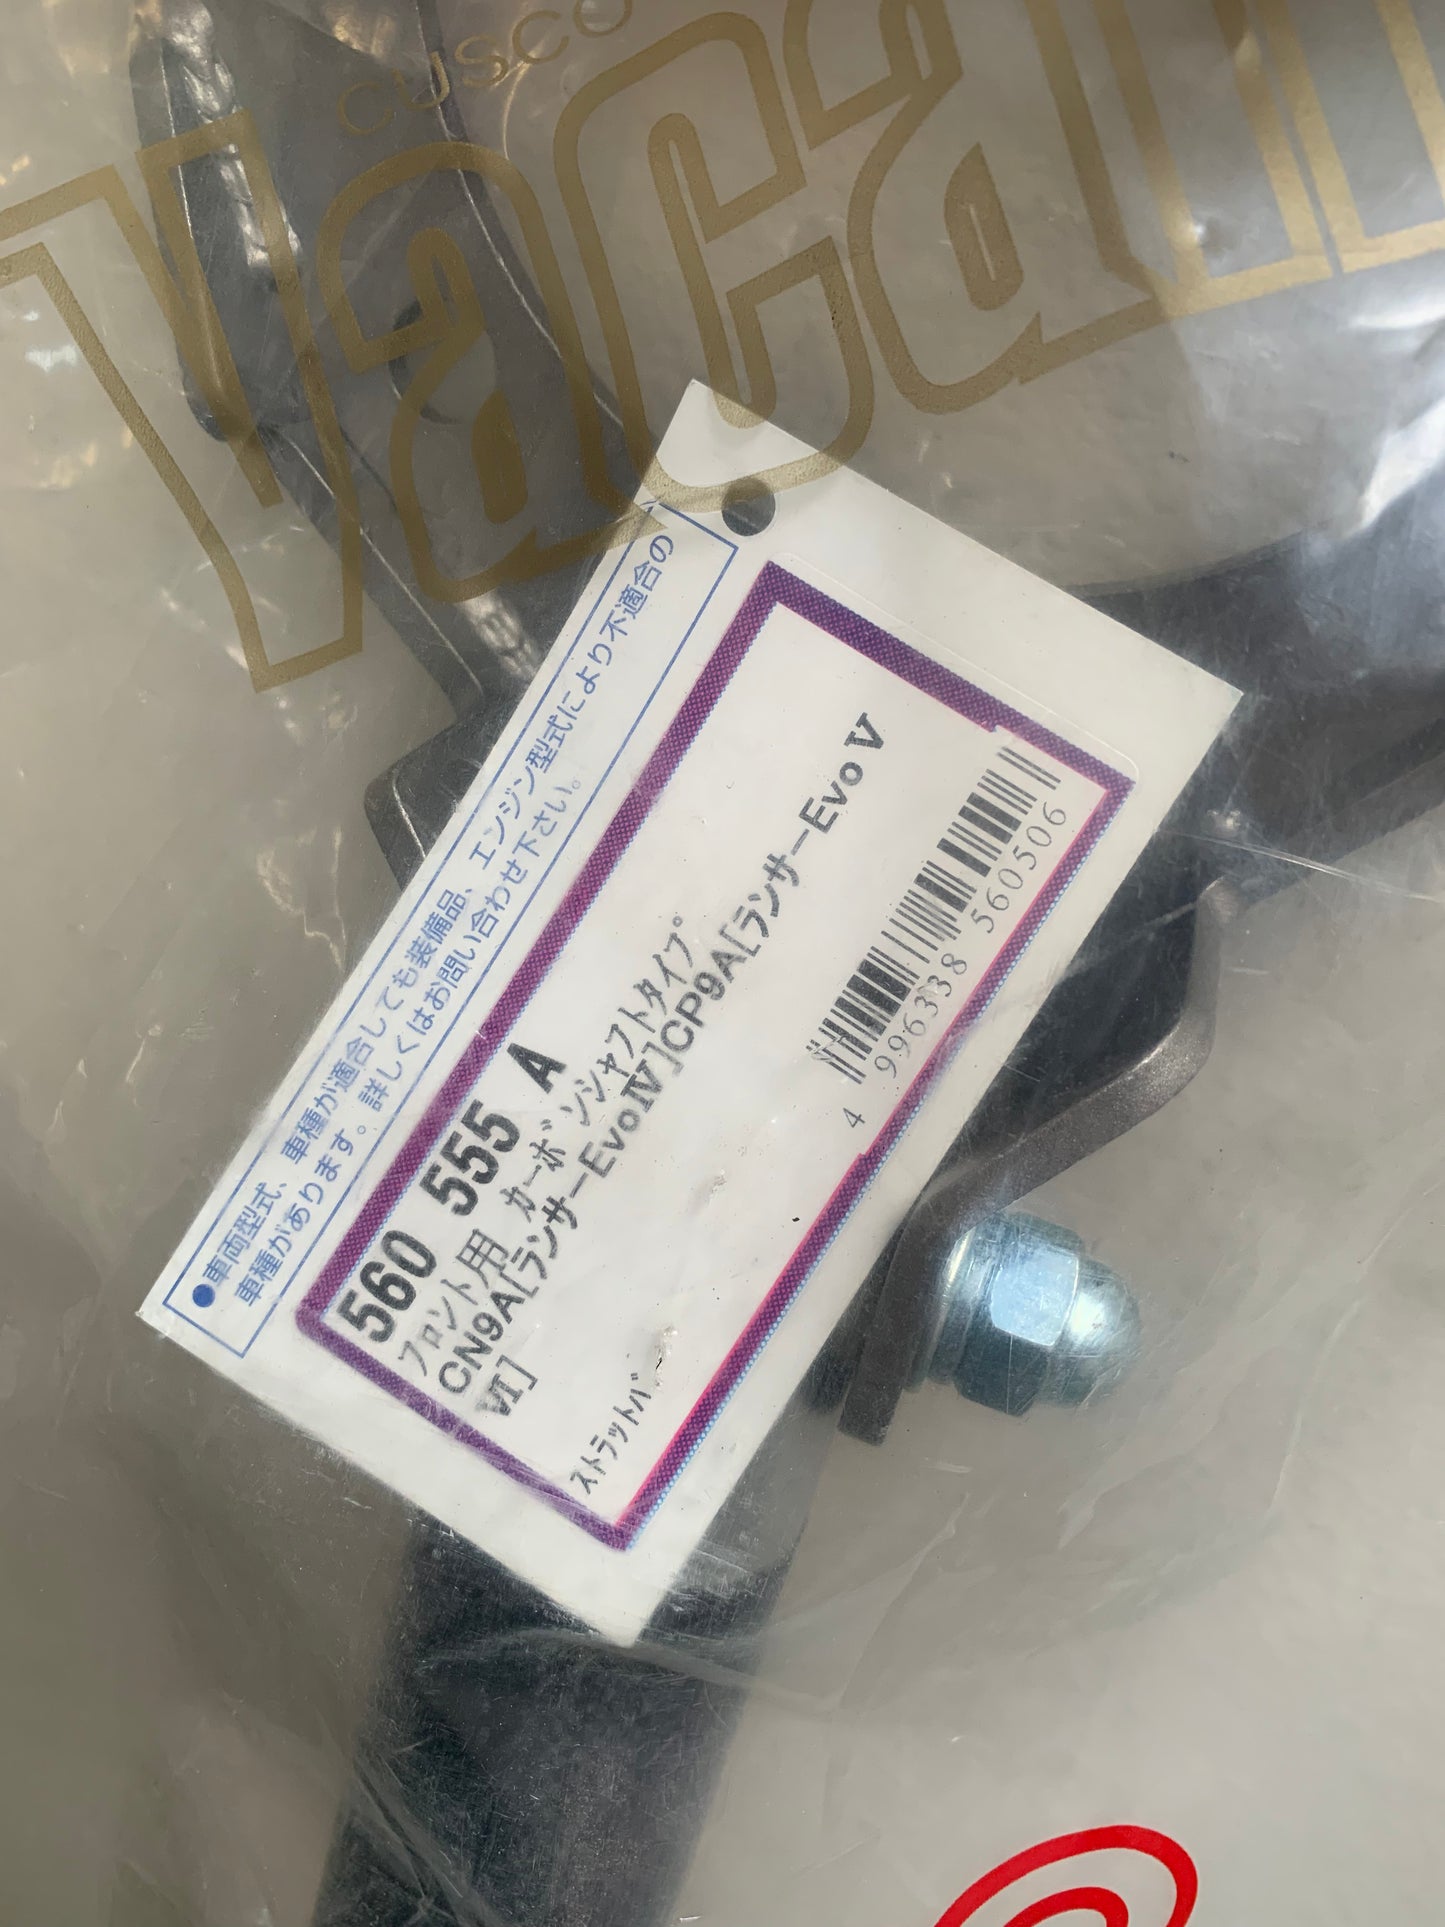 CUSCO
●車両型式、車種が適合しても装備品、エンジン型式により不適合の
車種があります。詳しくはお問い合わせ下さい。
560 555 A
フロント用 カーボンシャフトタイプ
CN9A[ランサーEvoⅣ]CP9A[ランサーEvoⅤ
Ⅵ]
ストラットバ
4 996338 560506